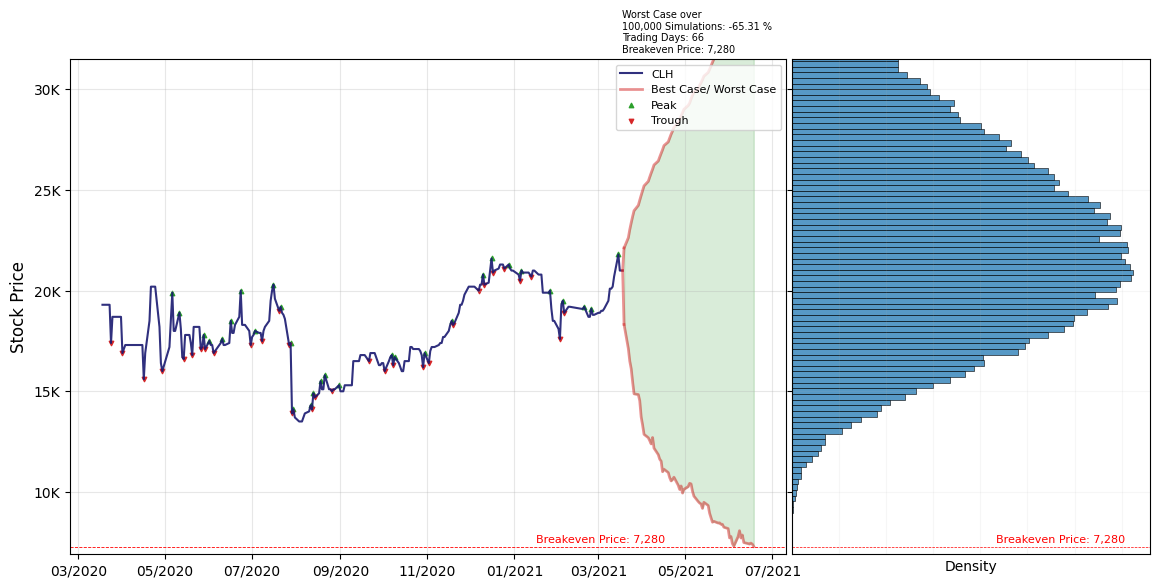 Worst Case over
100,000 Simulations: -65.31 %
Trading Days: 66
Breakeven Price: 7,280
CLH
Best Case/ Worst Case
Peak
Trough
Stock Price
30K
25K
20K
15K
10K
Breakeven Price: 7,280
Breakeven Price: 7,280
03/2020 05/2020 07/2020 09/2020 11/2020 01/2021 03/2021 05/2021 07/2021
Density